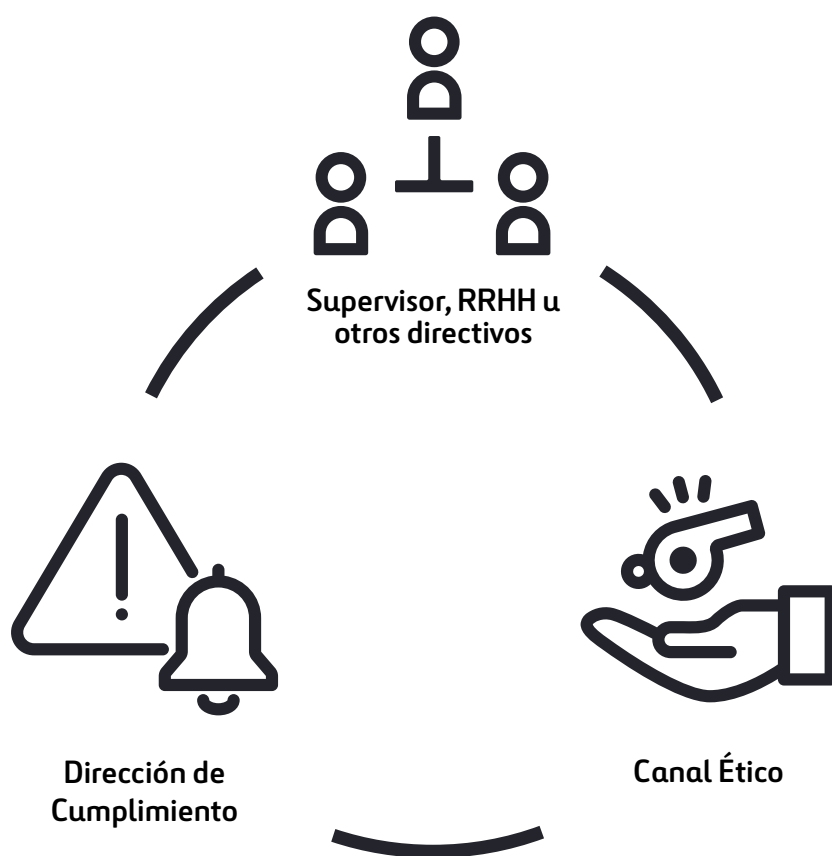 Supervisor, RRHH u
otros directivos
Dirección de
Cumplimiento
Canal Ético